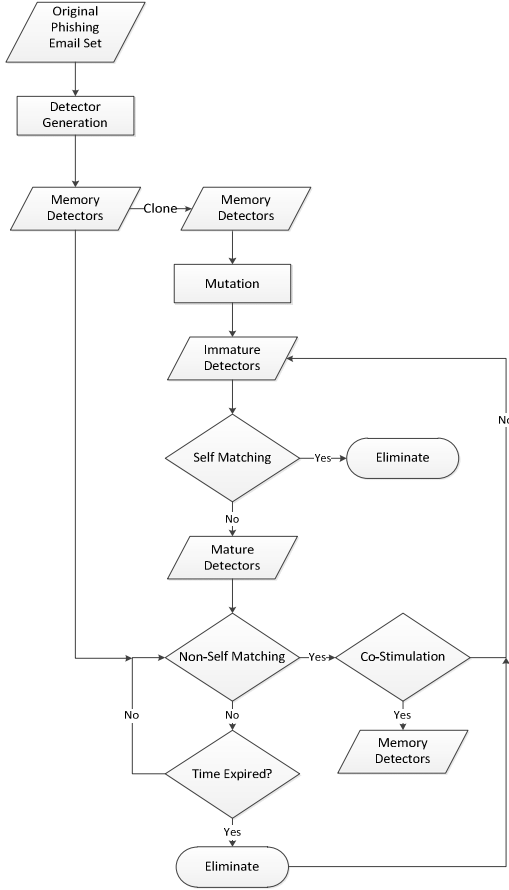 Original
Phishing
Email Set
Detector
Generation
Memory
Detectors
Clone
Memory
Detectors
Mutation
Immature
Detectors
No
Self Matching
Yes
Eliminate
No
Mature
Detectors
Non-Self Matching
Yes
Co-Stimulation
No
No
Yes
Memory
Detectors
Time Expired?
Yes
Eliminate